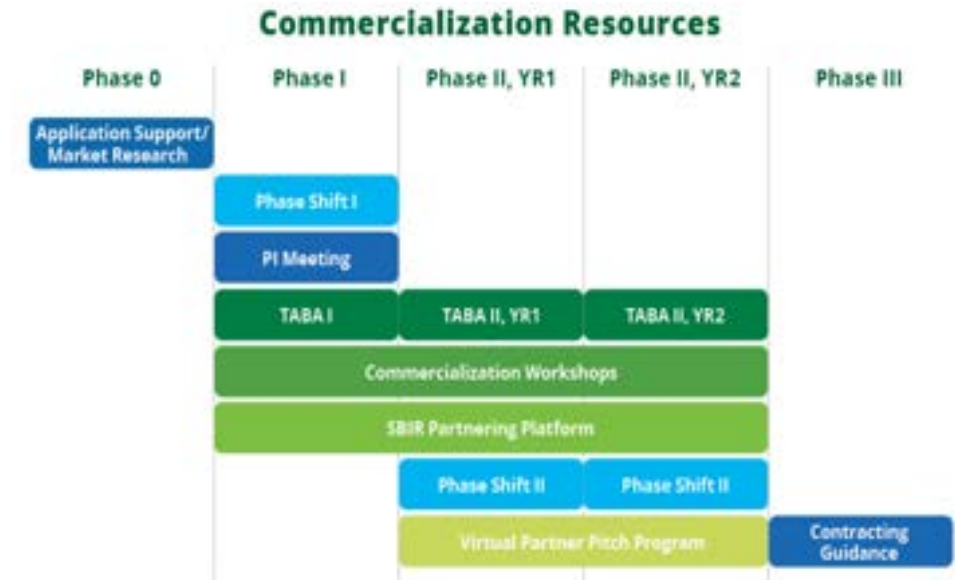 Commercialization Resources
Phase 0
Phase I
Phase II, YR1
Phase II, YR2
Phase III
Application Support/
Market Research
Phase Shift I
PI Meeting
TABA I
TABA II, YR1
TABA II, YR2
Commercialization Workshops
SBIR Partnering Platform
Phase Shift II
Phase Shift II
Virtual Partner Pitch Program
Contracting
Guidance